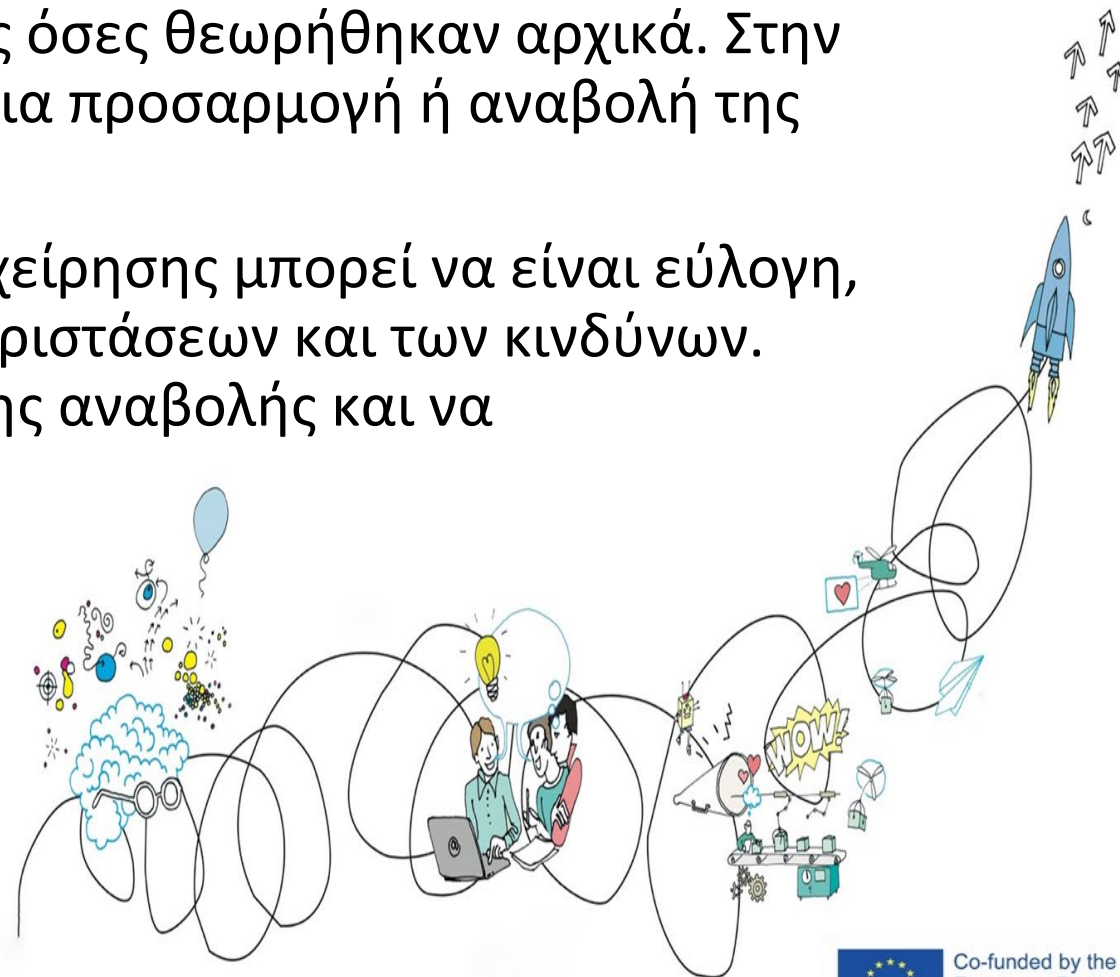 ς όσες θεωρήθηκαν αρχικά. Στην
ια προσαρμογή ή αναβολή της
χείρησης μπορεί να είναι εύλογη,
ριστάσεων και των κινδύνων.
ης αναβολής και να
WOW!
@
Co-funded by the